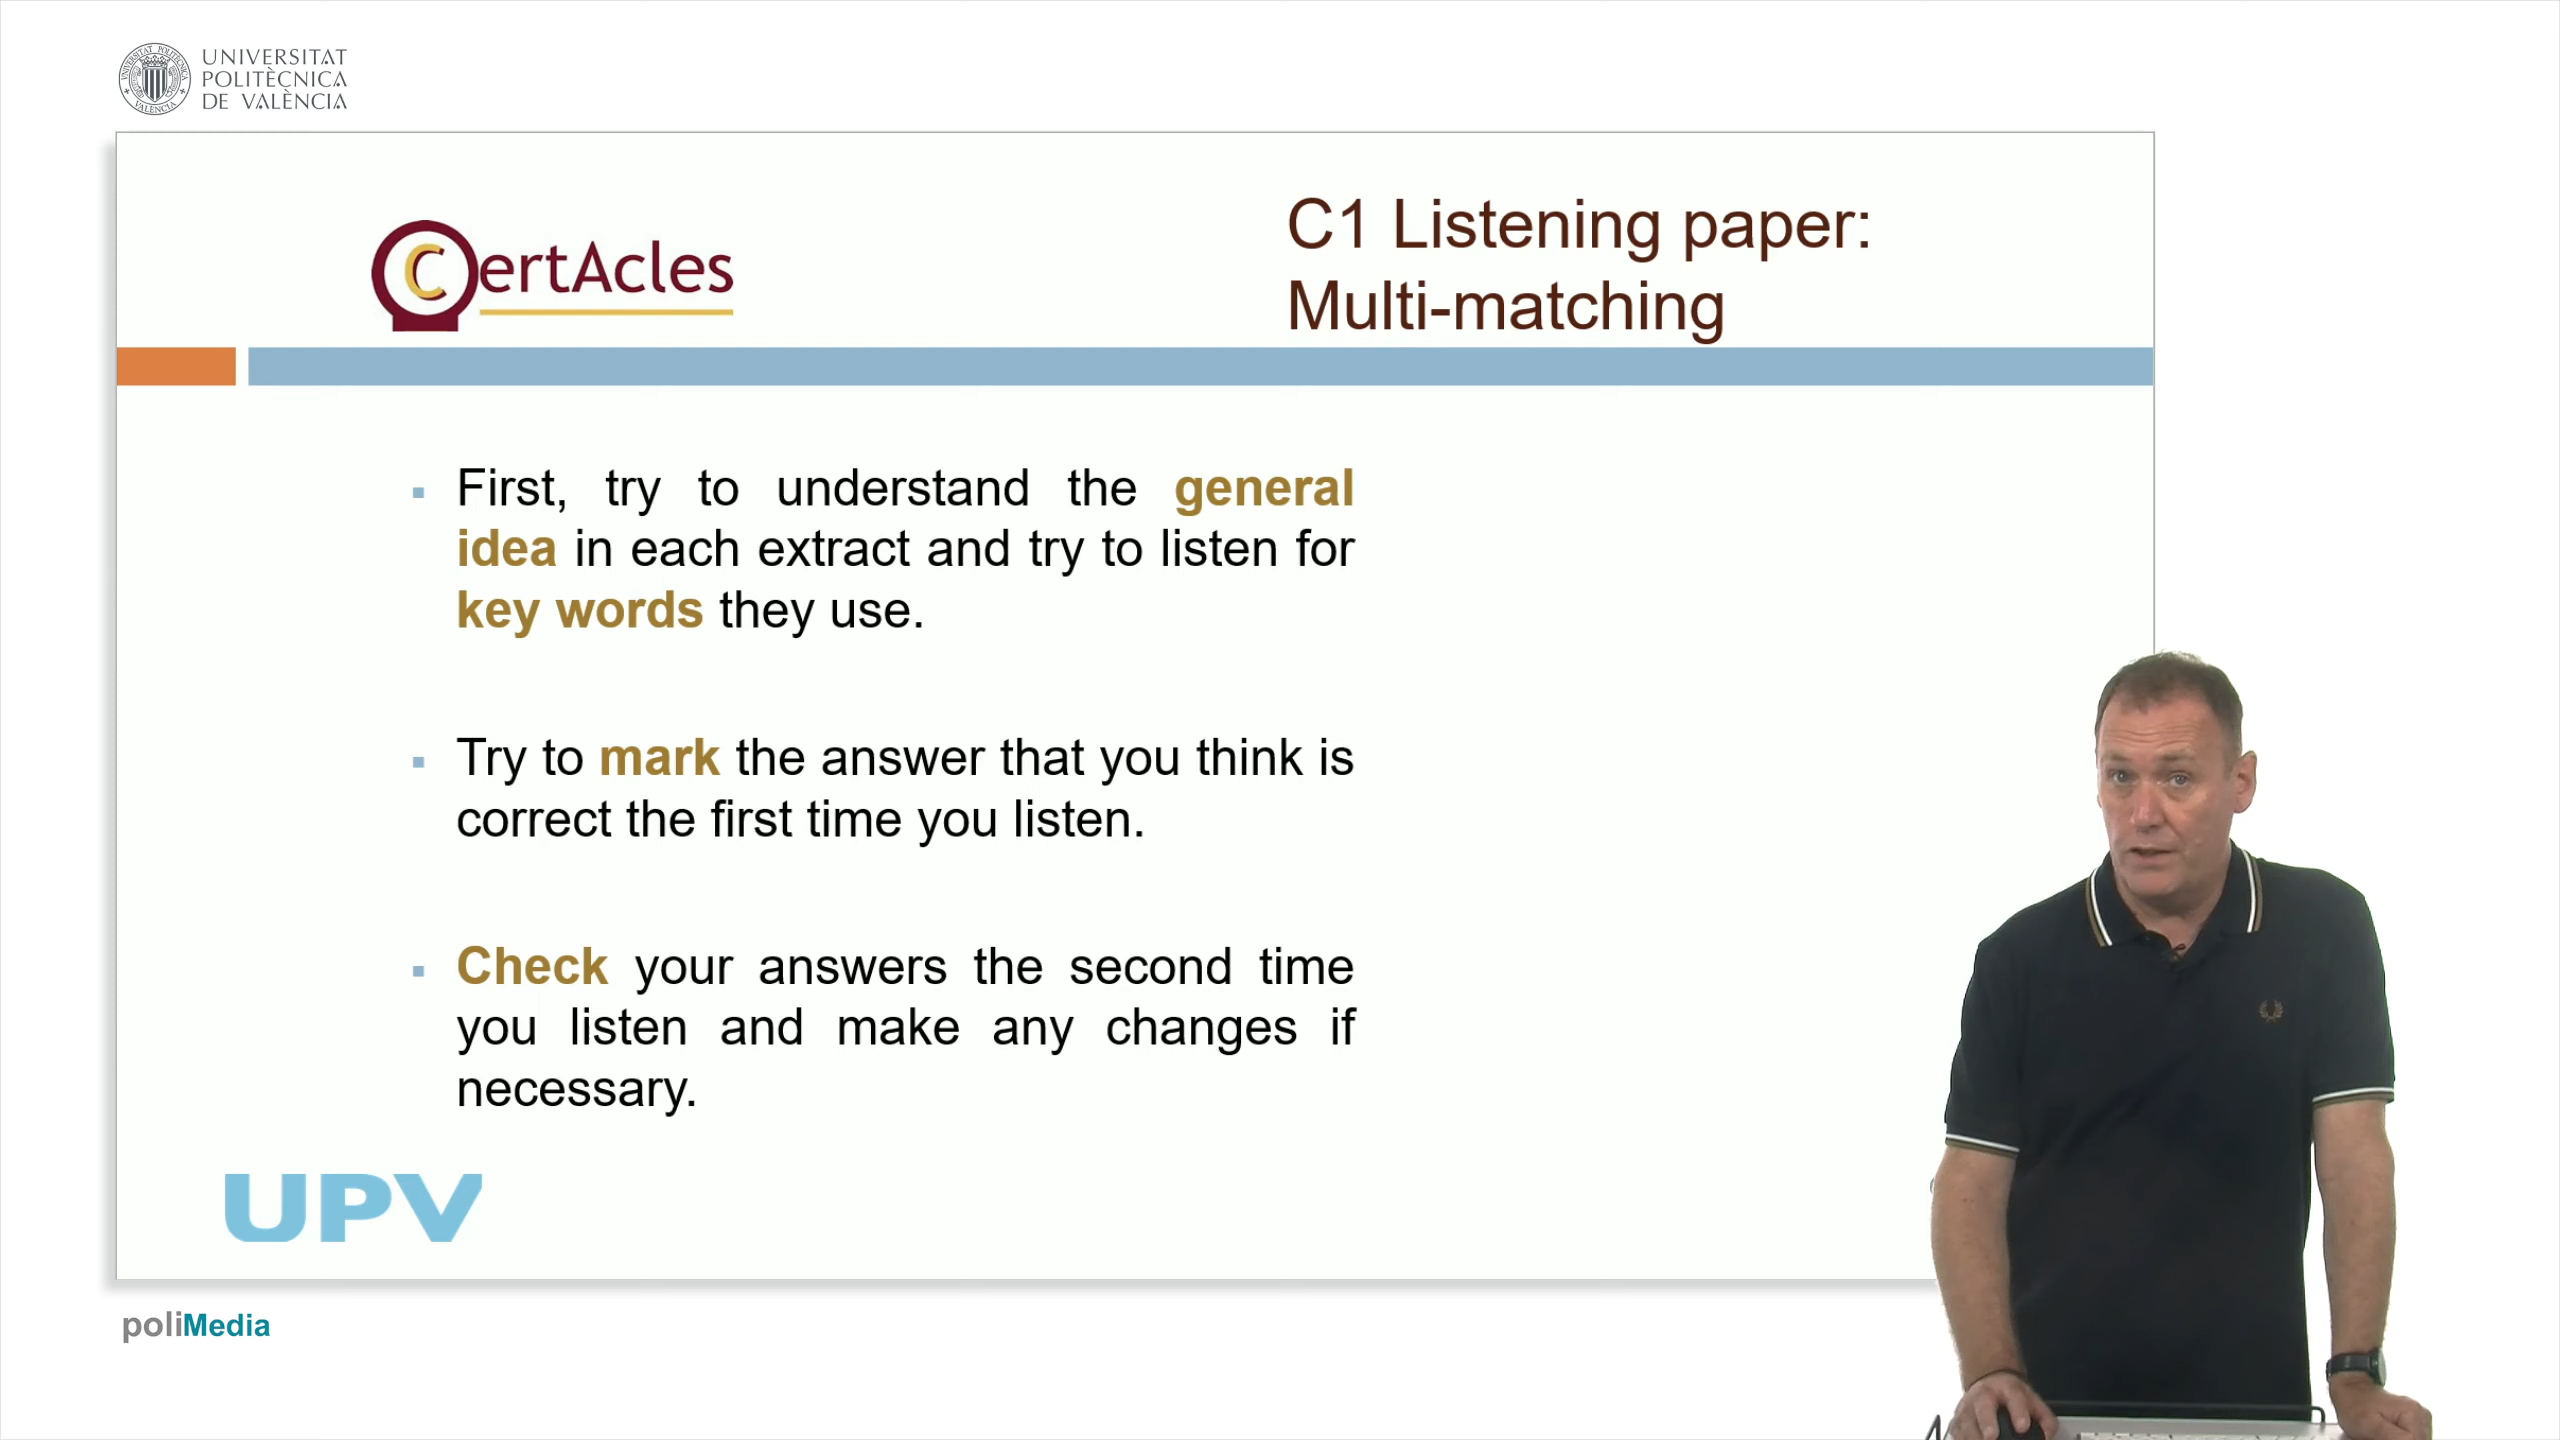 UNIVERSITAT
POLITÈCNICA
DE VALÈNCIA
CertAcles
C1 Listening paper:
Multi-matching
▪ First, try to understand the general
idea in each extract and try to listen for
key words they use.
▪ Try to mark the answer that you think is
correct the first time you listen.
▪ Check your answers the second time
you listen and make any changes if
necessary.
UPV
poliMedia